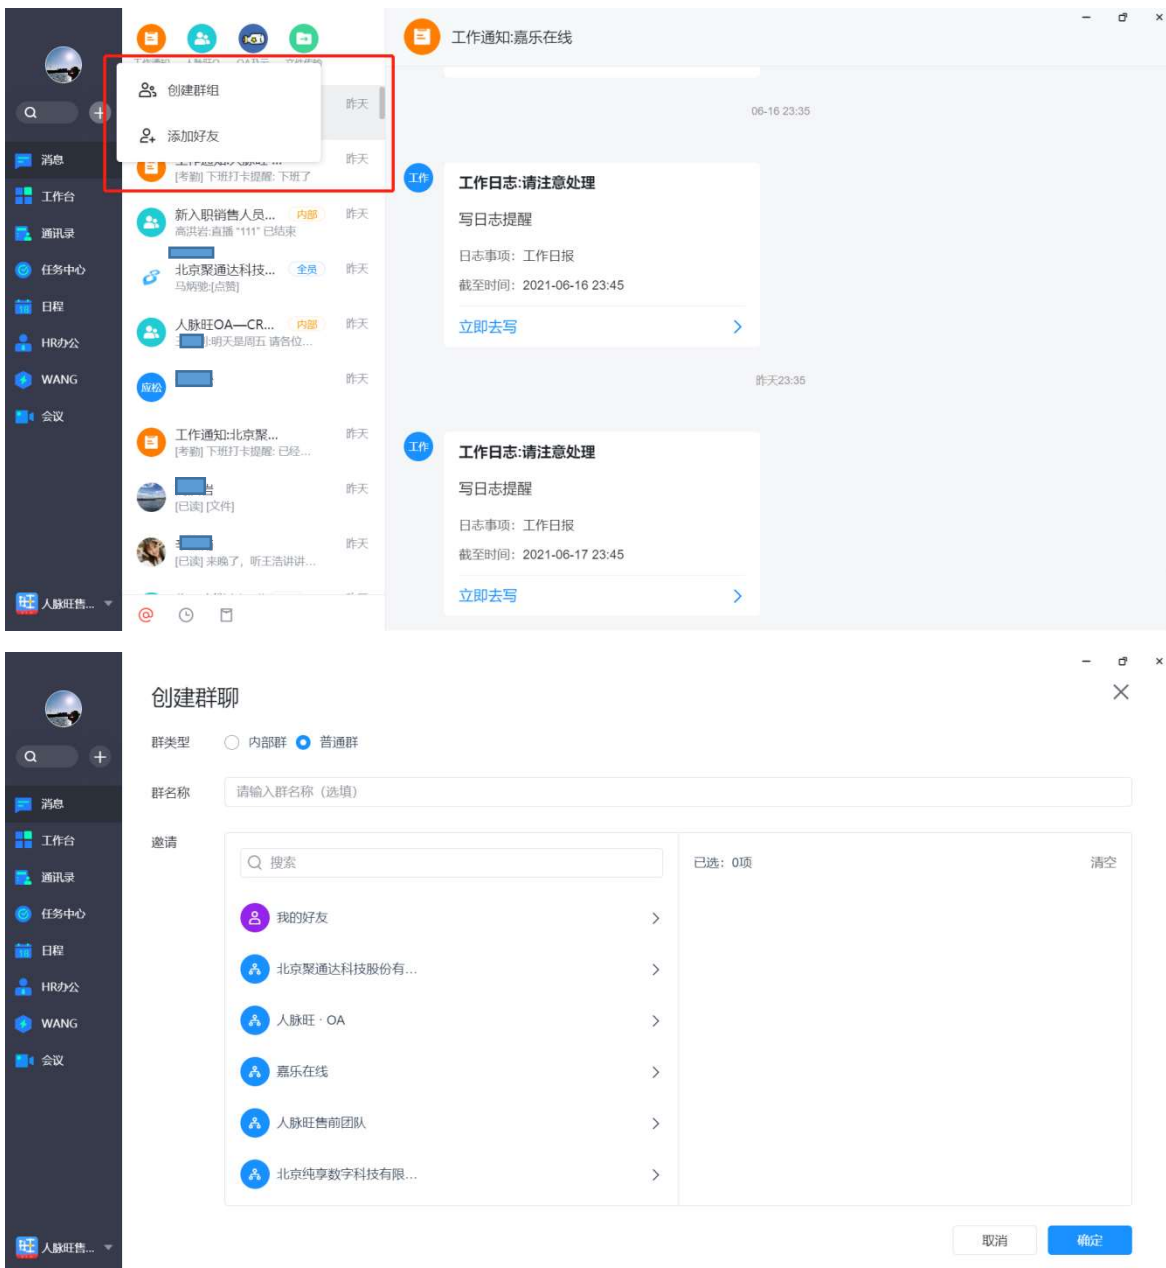 工作通知:嘉乐在线
创建群组
添加好友
昨天
昨天
[考勤] 下班打卡提醒: 下班了
消息
工作台
通讯录
任务中心
日程
HR办公
WANG
会议
人脉旺售...
新入职销售人员... 内部 昨天
高洪岩:直播 "111" 已结束
北京聚通达科技... 全员 昨天
马炳驰:[点赞]
人脉旺OA—CR... 内部 昨天
:明天是周五 请各位...
应松 昨天
工作通知:北京聚... 昨天
[考勤] 下班打卡提醒: 已经...
昨天
[已读] [文件]
昨天
[已读] 来晚了，听王浩讲讲...
06-16 23:35
工作
工作日志:请注意处理
写日志提醒
日志事项：工作日报
截至时间：2021-06-16 23:45
立即去写
昨天23:35
工作
工作日志:请注意处理
写日志提醒
日志事项：工作日报
截至时间：2021-06-17 23:45
立即去写
消息
工作台
通讯录
任务中心
日程
HR办公
WANG
会议
人脉旺售...
创建群聊
群类型 内部群 普通群
群名称 请输入群名称（选填）
邀请
搜索
已选：0项 清空
我的好友
北京聚通达科技股份有...
人脉旺 · OA
嘉乐在线
人脉旺售前团队
北京纯享数字科技有限...
取消 确定